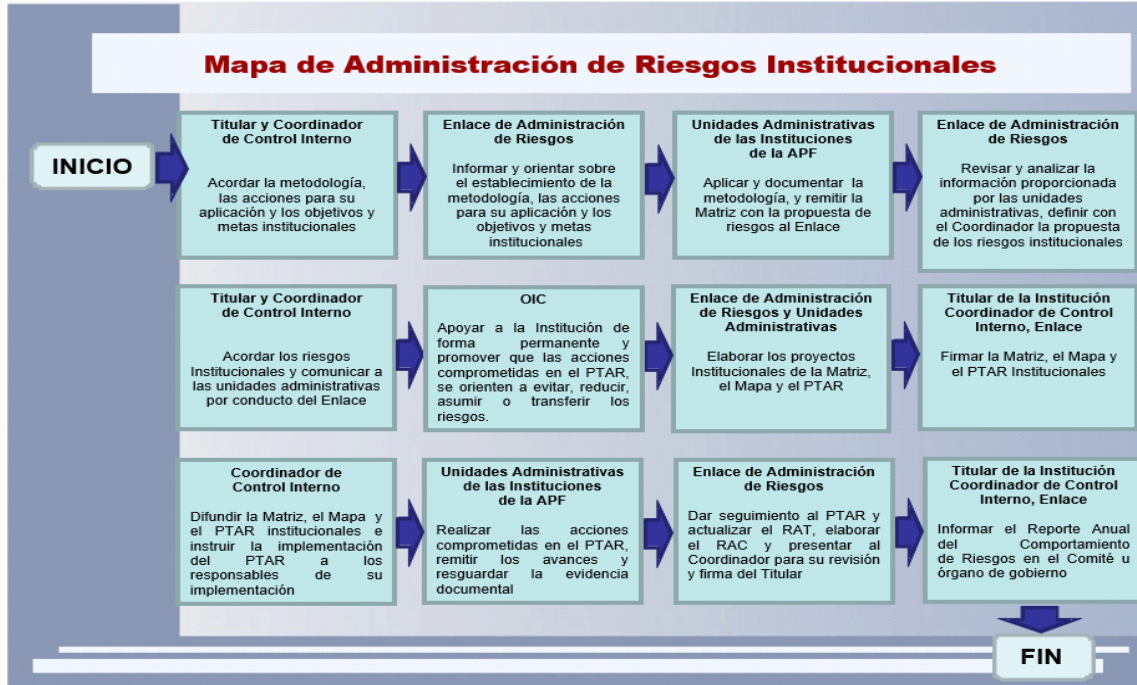 Mapa de Administración de Riesgos Institucionales
INICIO
Titular y Coordinador
de Control Interno
Acordar la metodología,
las acciones para su
aplicación y los objetivos y
metas institucionales
Enlace de Administración
de Riesgos
Informar y orientar sobre
el establecimiento de la
metodología, las acciones
para su aplicación y los
objetivos y metas
institucionales
Unidades Administrativas
de las Instituciones
de la APF
Aplicar y documentar la
metodología, y remitir la
Matriz con la propuesta de
riesgos al Enlace
Enlace de Administración
de Riesgos
Revisar y analizar la
información proporcionada
por las unidades
administrativas, definir con
el Coordinador la propuesta
de los riesgos institucionales
Titular y Coordinador
de Control Interno
Acordar los riesgos
Institucionales y comunicar a
las unidades administrativas
por conducto del Enlace
OIC
Apoyar a la Institución de
forma permanente y
promover que las acciones
comprometidas en el PTAR,
se orienten a evitar, reducir,
asumir o transferir los
riesgos.
Enlace de Administración
de Riesgos y Unidades
Administrativas
Elaborar los proyectos
Institucionales de la Matriz,
el Mapa y el PTAR
Titular de la Institución
Coordinador de Control
Interno, Enlace
Firmar la Matriz, el Mapa y
el PTAR Institucionales
Coordinador de
Control Interno
Difundir la Matriz, el Mapa y
el PTAR institucionales e
instruir la implementación
del PTAR a los
responsables de su
implementación
Unidades Administrativas
de las Instituciones
de la APF
Realizar las acciones
comprometidas en el PTAR,
remitir los avances y
resguardar la evidencia
documental
Enlace de Administración
de Riesgos
Dar seguimiento al PTAR y
actualizar el RAT, elaborar
el RAC y presentar al
Coordinador para su revisión
y firma del Titular
Titular de la Institución
Coordinador de Control
Interno, Enlace
Informar el Reporte Anual
del Comportamiento
de Riesgos en el Comité u
órgano de gobierno
FIN